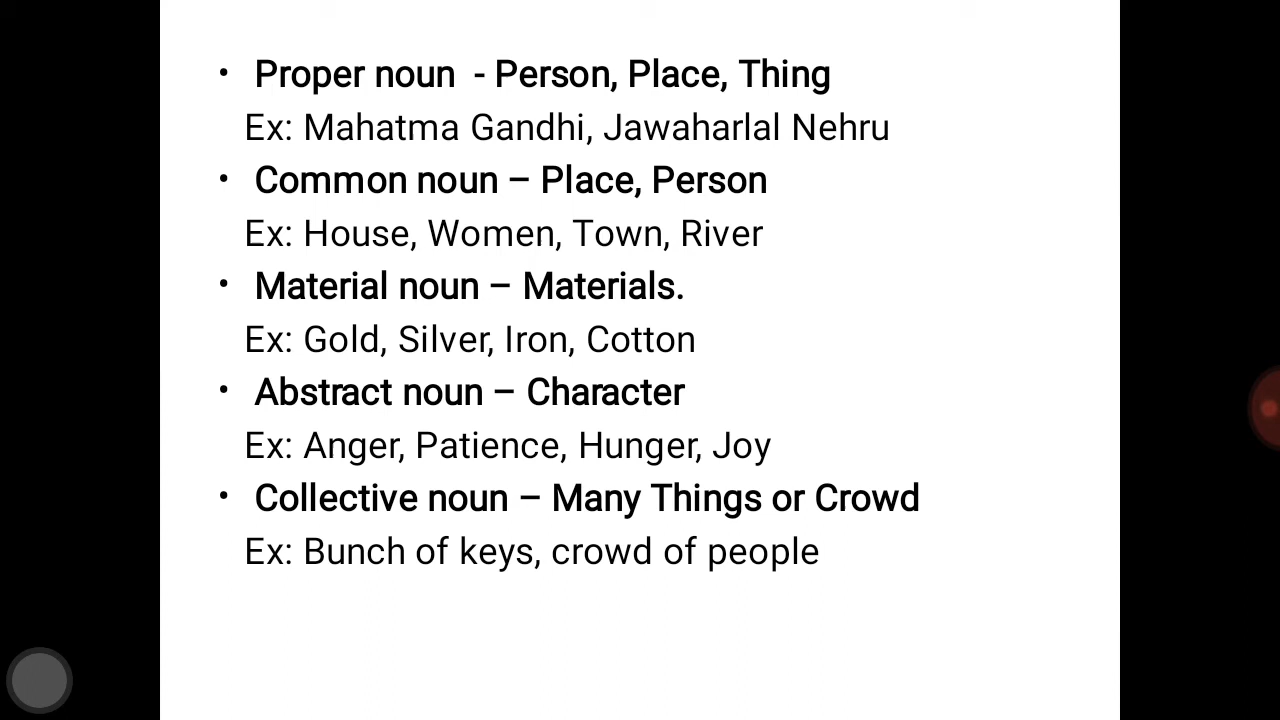 • Proper noun - Person, Place, Thing
Ex: Mahatma Gandhi, Jawaharlal Nehru
• Common noun – Place, Person
Ex: House, Women, Town, River
• Material noun – Materials.
Ex: Gold, Silver, Iron, Cotton
• Abstract noun – Character
Ex: Anger, Patience, Hunger, Joy
• Collective noun – Many Things or Crowd
Ex: Bunch of keys, crowd of people